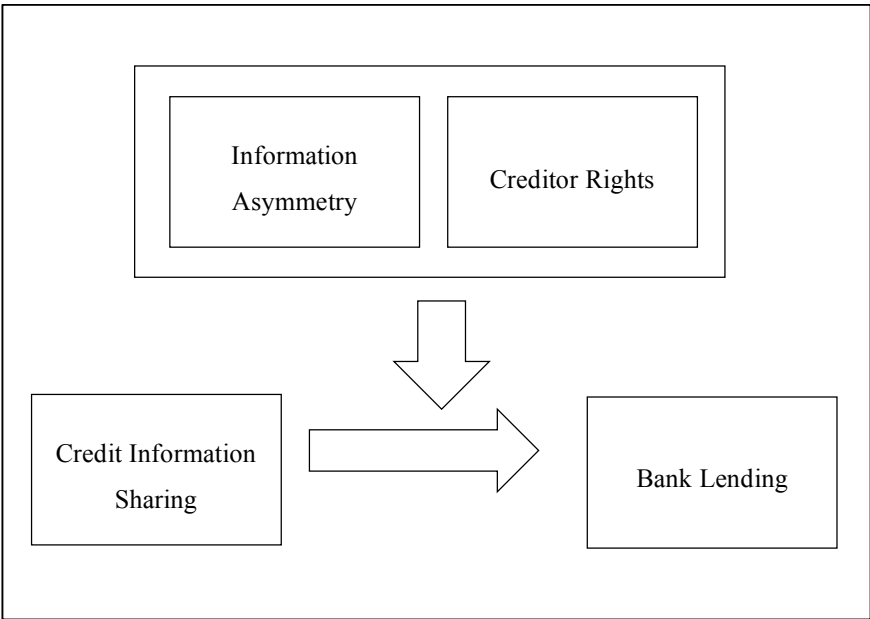 Information
Asymmetry
Creditor Rights
Credit Information
Sharing
Bank Lending